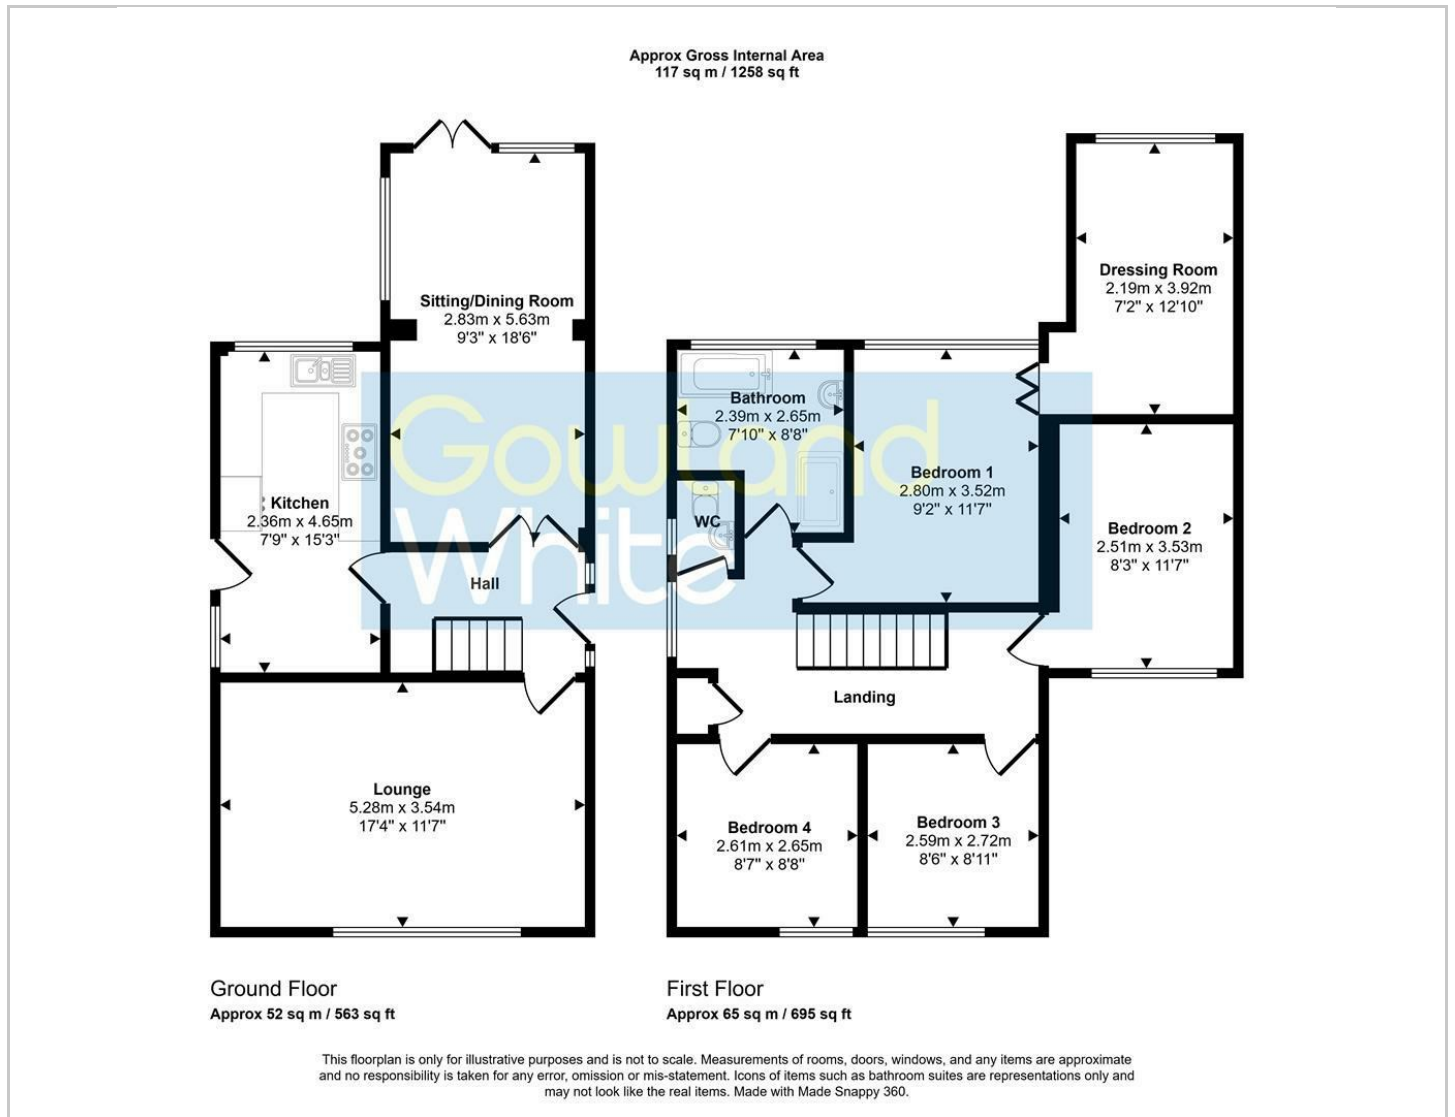 Approx Gross Internal Area
117 sq m / 1258 sq ft
Sitting/Dining Room
2.83m x 5.63m
9'3" x 18'6"
Kitchen
2.36m x 4.65m
7'9" x 15'3"
Hall
Lounge
5.28m x 3.54m
17'4" x 11'7"
Dressing Room
2.19m x 3.92m
7'2" x 12'10"
Bathroom
2.39m x 2.65m
7'10" x 8'8"
Bedroom 1
2.80m x 3.52m
9'2" x 11'7"
WC
Bedroom 2
2.51m x 3.53m
8'3" x 11'7"
Landing
Bedroom 4
2.61m x 2.65m
8'7" x 8'8"
Bedroom 3
2.59m x 2.72m
8'6" x 8'11"
Gowland
White
Ground Floor
Approx 52 sq m / 563 sq ft
First Floor
Approx 65 sq m / 695 sq ft
This floorplan is only for illustrative purposes and is not to scale. Measurements of rooms, doors, windows, and any items are approximate
and no responsibility is taken for any error, omission or mis-statement. Icons of items such as bathroom suites are representations only and
may not look like the real items. Made with Made Snappy 360.